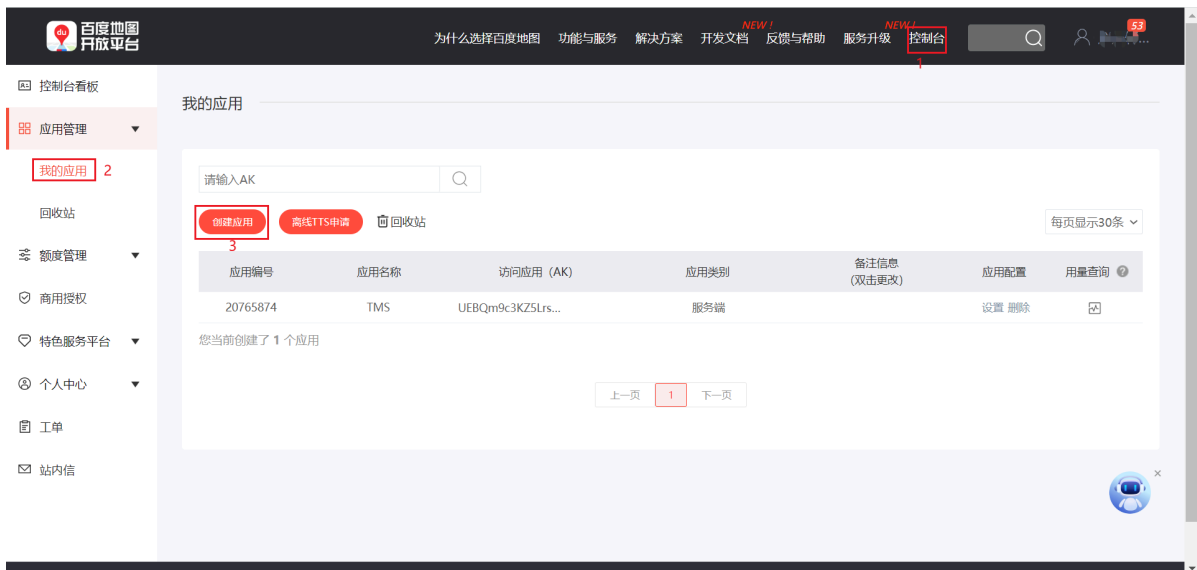 百度地图
开放平台
为什么选择百度地图 功能与服务 解决方案 开发文档 NEW! 反馈与帮助 服务升级 NEW! 控制台 53
1
控制台看板
应用管理
我的应用 2
回收站
额度管理
商用授权
特色服务平台
个人中心
工单
站内信
我的应用
请输入AK
创建应用 离线TTS申请 回收站 每页显示30条
3
应用编号 应用名称 访问应用（AK） 应用类别 备注信息 应用配置 用量查询
(双击更改)
20765874 TMS UEBQm9c3KZ5Lrs... 服务端 设置 删除
您当前创建了 1 个应用
上一页 1 下一页